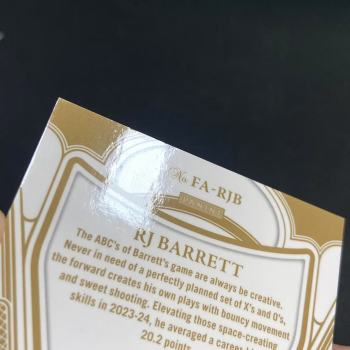 No. FA-RJB
PANINI
RJ BARRETT
The ABC's of Barrett's game are always be creative.
Never in need of a perfectly planned set of X's and O's,
the forward creates his own plays with bouncy movement
and sweet shooting. Elevating those space-creating
skills in 2023-24, he averaged a career
20.2 points